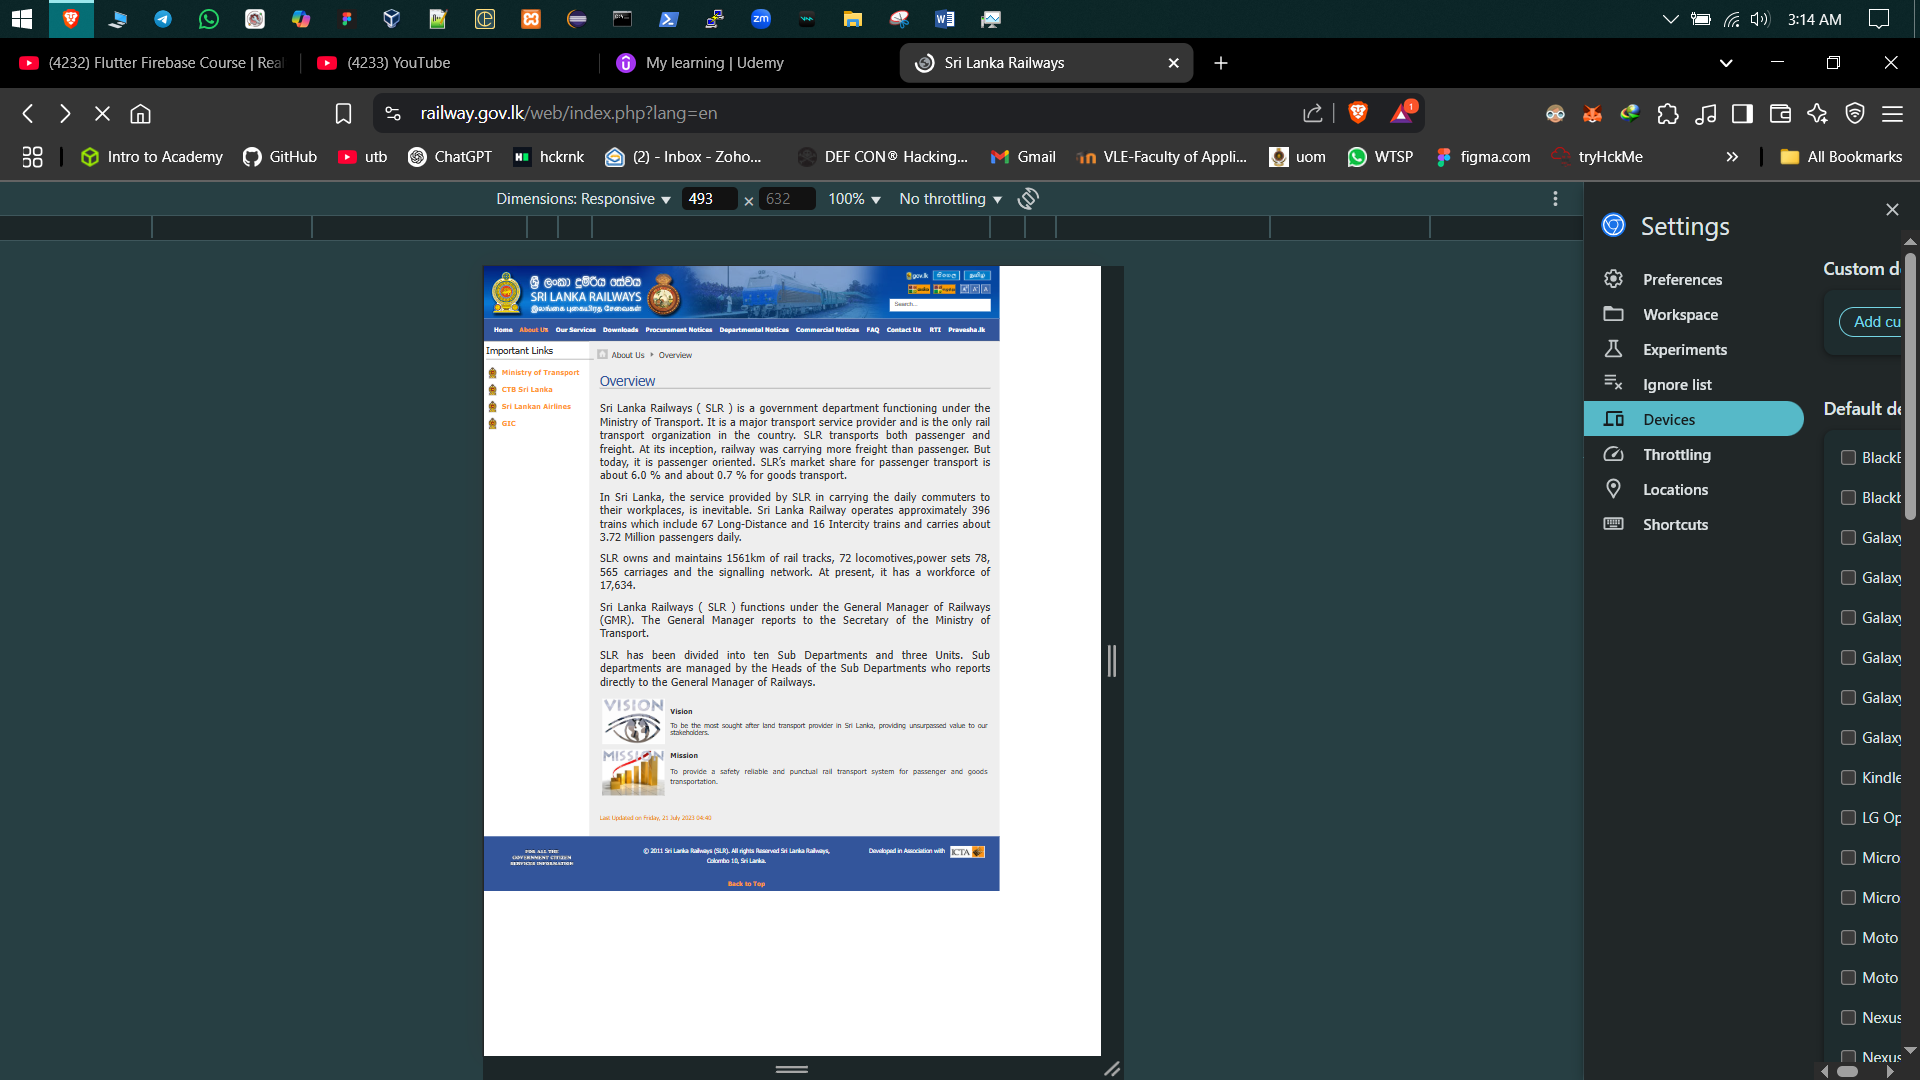 3:14 AM
(4232) Flutter Firebase Course | Real
(4233) YouTube
My learning | Udemy
Sri Lanka Railways
railway.gov.lk/web/index.php?lang=en
1
Intro to Academy
GitHub
utb
ChatGPT
hckrnk
(2) - Inbox - Zoho...
DEF CON® Hacking...
Gmail
VLE-Faculty of Appli...
uom
WTSP
figma.com
tryHckMe
All Bookmarks
Dimensions: Responsive
493
×
632
100%
No throttling
ශ්‍රී ලංකා දුම්රිය සේවය
SRI LANKA RAILWAYS
இலங்கை புகையிரத சேவைகள்
gov.lk
සිංහල
தமிழ்
Search...
Home
About Us
Our Services
Downloads
Procurement Notices
Departmental Notices
Commercial Notices
FAQ
Contact Us
RTI
Pravesha.lk
Important Links
Ministry of Transport
CTB Sri Lanka
Sri Lankan Airlines
GIC
About Us
Overview
Overview
Sri Lanka Railways ( SLR ) is a government department functioning under the
Ministry of Transport. It is a major transport service provider and is the only rail
transport organization in the country. SLR transports both passenger and
freight. At its inception, railway was carrying more freight than passenger. But
today, it is passenger oriented. SLR's market share for passenger transport is
about 6.0 % and about 0.7 % for goods transport.
In Sri Lanka, the service provided by SLR in carrying the daily commuters to
their workplaces, is inevitable. Sri Lanka Railway operates approximately 396
trains which include 67 Long-Distance and 16 Intercity trains and carries about
3.72 Million passengers daily.
SLR owns and maintains 1561km of rail tracks, 72 locomotives,power sets 78,
565 carriages and the signalling network. At present, it has a workforce of
17,634.
Sri Lanka Railways ( SLR ) functions under the General Manager of Railways
(GMR). The General Manager reports to the Secretary of the Ministry of
Transport.
SLR has been divided into ten Sub Departments and three Units. Sub
departments are managed by the Heads of the Sub Departments who reports
directly to the General Manager of Railways.
VISION
Vision
To be the most sought after land transport provider in Sri Lanka, providing unsurpassed value to our
stakeholders.
MISSION
Mission
To provide a safety reliable and punctual rail transport system for passenger and goods
transportation.
Last Updated on Friday, 21 July 2023 04:40
FOR ALL THE
GOVERNMENT CITIZEN
SERVICES INFORMATION
© 2011 Sri Lanka Railways (SLR). All rights Reserved Sri Lanka Railways,
Colombo 10, Sri Lanka.
Developed in Association with
ICTA
Back to Top
Settings
Preferences
Workspace
Experiments
Ignore list
Devices
Throttling
Locations
Shortcuts
Custom d
Add cu
Default de
BlackB
Blackb
Galaxy
Galaxy
Galaxy
Galaxy
Galaxy
Galaxy
Kindle
LG Op
Micro
Micro
Moto
Moto
Nexus
Nexus